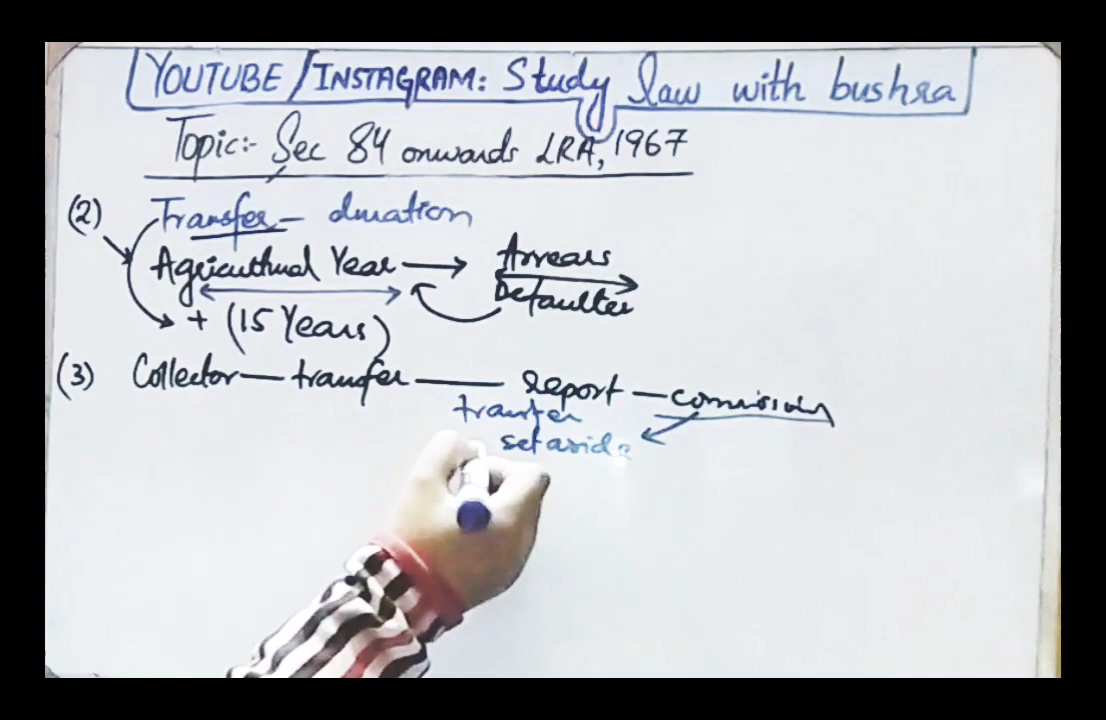 YOUTUBE/INSTAGRAM: Study law with bushra
Topic:- Sec 84 onwards LRA, 1967
(2) Transfer - duration
Agricultural Year → Arrears
Defaulter
+ (15 Years)
(3) Collector — transfer — report — commission
transfer
set aside